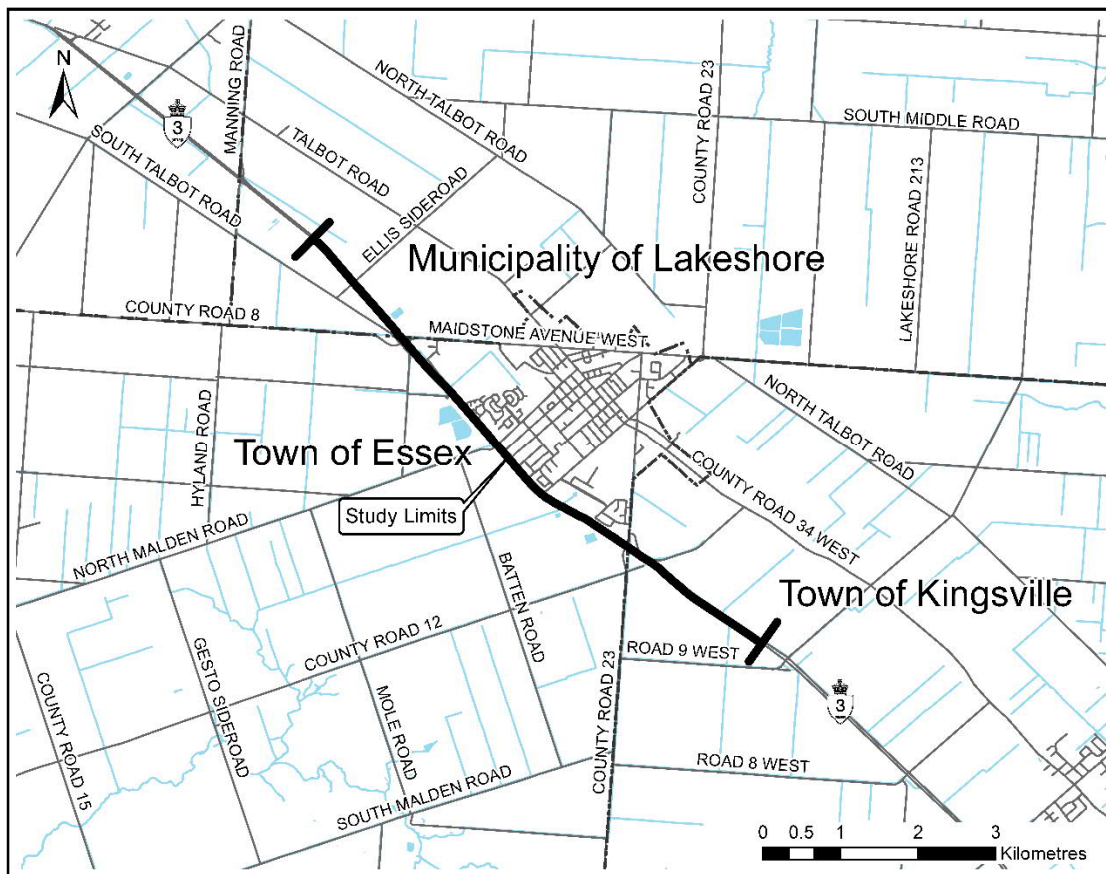 N
3
MANNING ROAD
NORTH TALBOT ROAD
COUNTY ROAD 23
SOUTH MIDDLE ROAD
SOUTH TALBOT ROAD
TALBOT ROAD
ELLIS SIDEROAD
LAKESHORE ROAD 213
Municipality of Lakeshore
COUNTY ROAD 8
MAIDSTONE AVENUE WEST
HYLAND ROAD
Town of Essex
NORTH TALBOT ROAD
Study Limits
COUNTY ROAD 34 WEST
NORTH MALDEN ROAD
BATTEN ROAD
Town of Kingsville
COUNTY ROAD 12
ROAD 9 WEST
GESTO SIDEROAD
COUNTY ROAD 15
MOLE ROAD
COUNTY ROAD 23
3
ROAD 8 WEST
SOUTH MALDEN ROAD
0 0.5 1 2 3
Kilometres